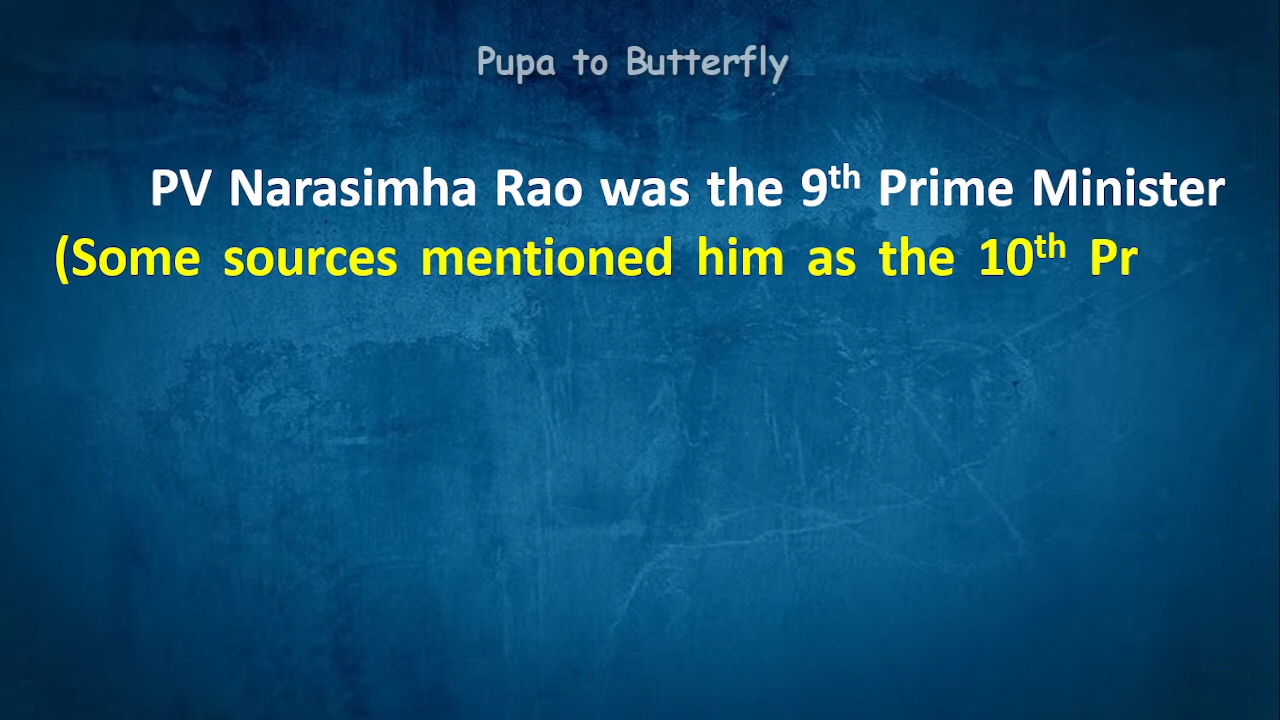 Pupa to Butterfly
PV Narasimha Rao was the 9th Prime Minister
(Some sources mentioned him as the 10th Pr